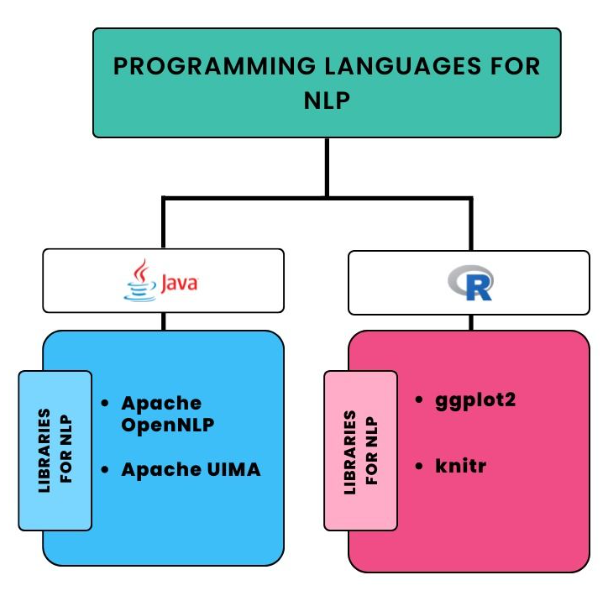 PROGRAMMING LANGUAGES FOR
NLP
Java
R
LIBRARIES
FOR NLP
• Apache
OpenNLP
• Apache UIMA
LIBRARIES
FOR NLP
• ggplot2
• knitr